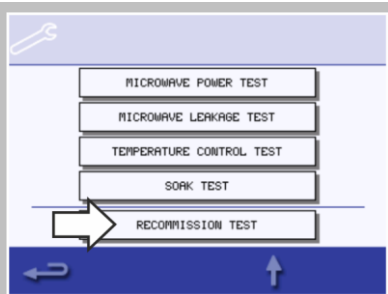 MICROWAVE POWER TEST
MICROWAVE LEAKAGE TEST
TEMPERATURE CONTROL TEST
SOAK TEST
RECOMMISSION TEST